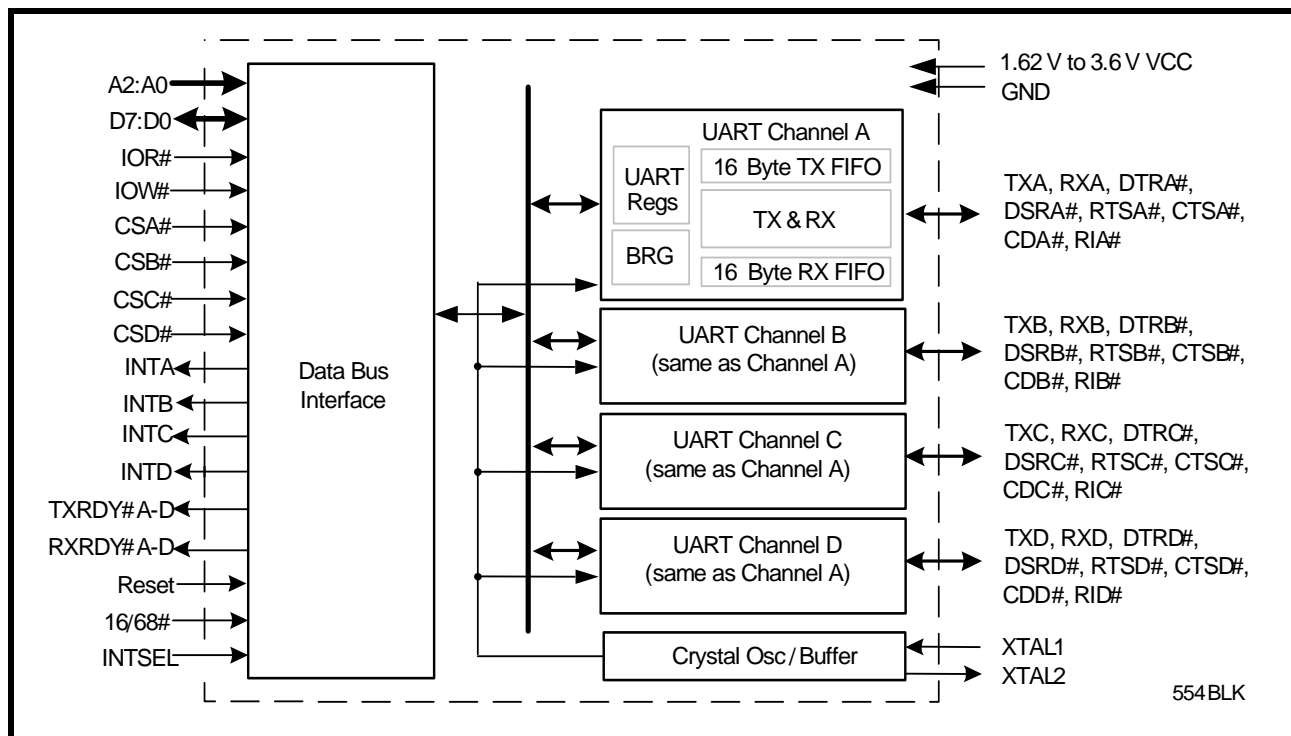 A2:A0
D7:D0
IOR#
IOW#
CSA#
CSB#
CSC#
CSD#
INTA
INTB
INTC
INTD
TXRDY# A-D
RXRDY# A-D
Reset
16/68#
INTSEL
Data Bus
Interface
UART Channel A
UART
Regs
BRG
16 Byte TX FIFO
TX & RX
16 Byte RX FIFO
UART Channel B
(same as Channel A)
UART Channel C
(same as Channel A)
UART Channel D
(same as Channel A)
Crystal Osc / Buffer
1.62 V to 3.6 V VCC
GND
TXA, RXA, DTRA#,
DSRA#, RTSA#, CTSA#,
CDA#, RIA#
TXB, RXB, DTRB#,
DSRB#, RTSB#, CTSB#,
CDB#, RIB#
TXC, RXC, DTRC#,
DSRC#, RTSC#, CTSC#,
CDC#, RIC#
TXD, RXD, DTRD#,
DSRD#, RTSD#, CTSD#,
CDD#, RID#
XTAL1
XTAL2
554 BLK